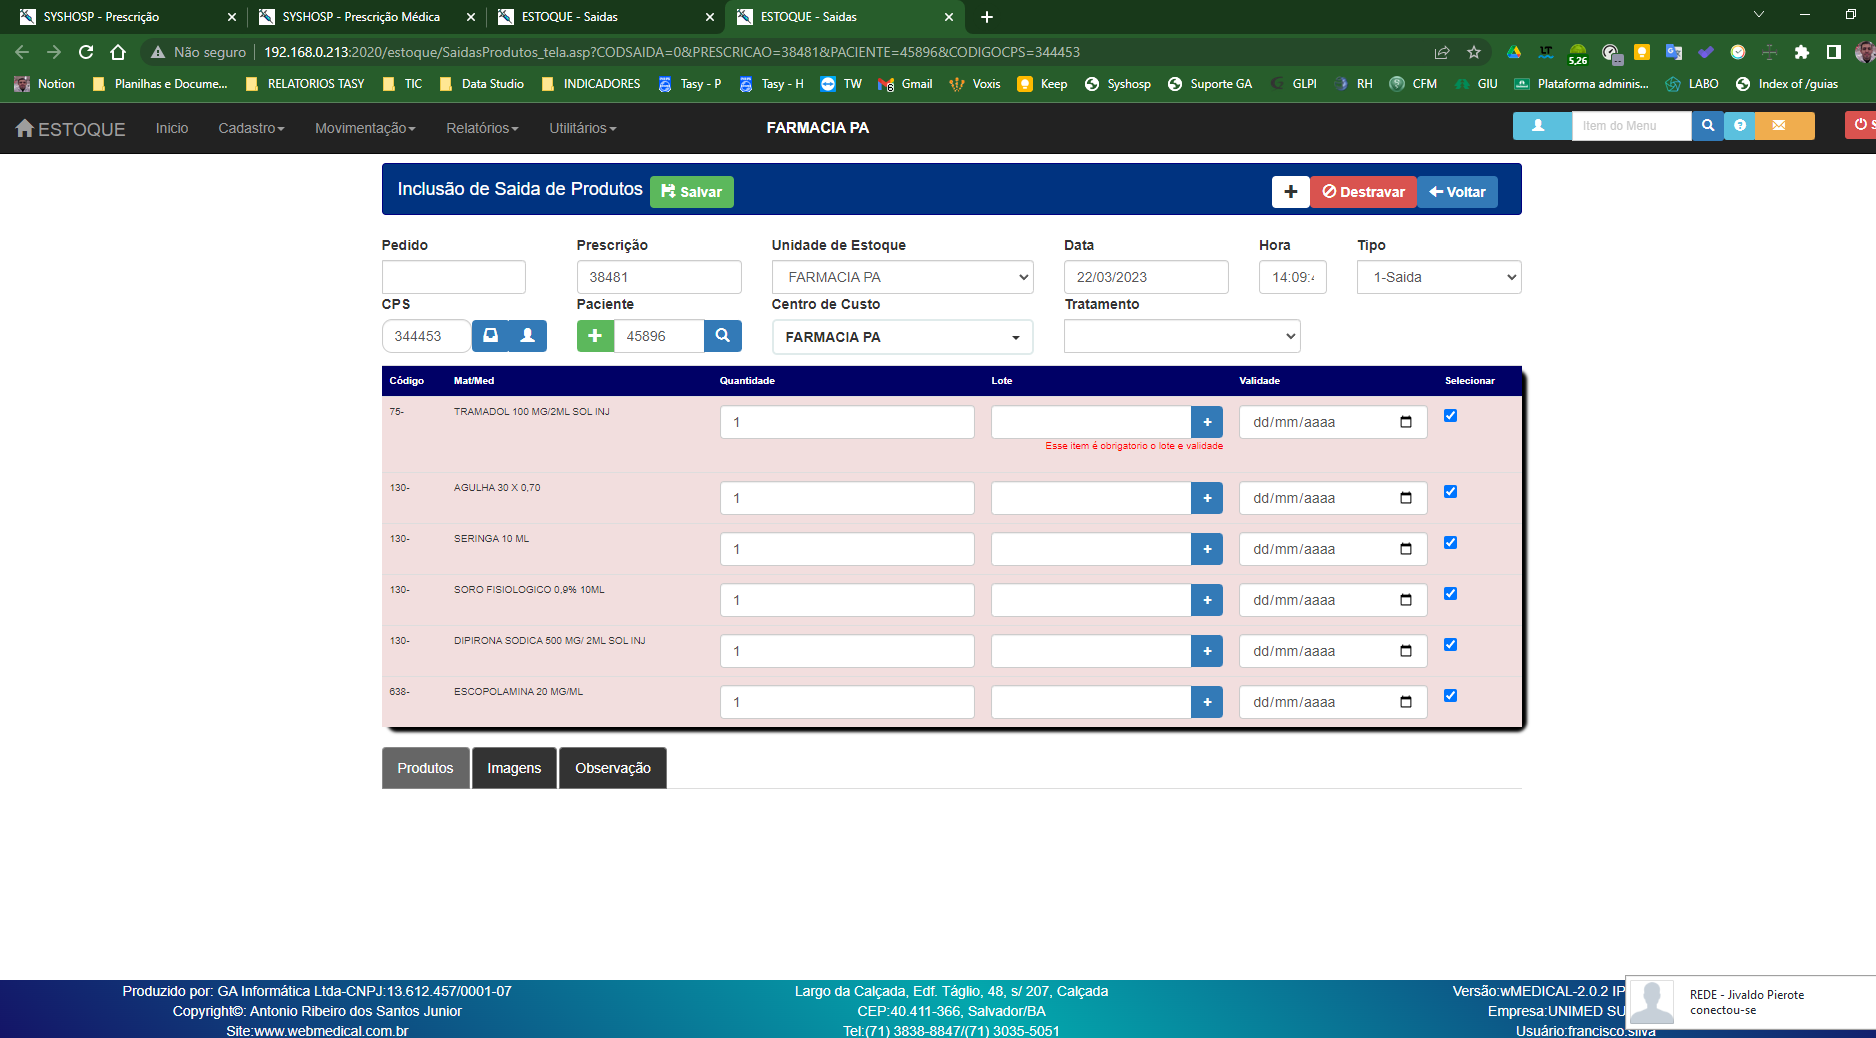 SYSHOSP - Prescrição
SYSHOSP - Prescrição Médica
ESTOQUE - Saidas
ESTOQUE - Saidas
Não seguro
192.168.0.213:2020/estoque/SaidasProdutos_tela.asp?CODSAIDA=0&PRESCRICAO=38481&PACIENTE=45896&CODIGOCPS=344453
5,26
Notion
Planilhas e Docume...
RELATORIOS TASY
TIC
Data Studio
INDICADORES
Tasy - P
Tasy - H
TW
Gmail
Voxis
Keep
Syshosp
Suporte GA
GLPI
RH
CFM
GIU
Plataforma adminis...
LABO
Index of /guias
ESTOQUE
Inicio
Cadastro
Movimentação
Relatórios
Utilitários
FARMACIA PA
Item do Menu
S
Inclusão de Saida de Produtos
Salvar
Destravar
Voltar
Pedido
Prescrição
Unidade de Estoque
Data
Hora
Tipo
38481
FARMACIA PA
22/03/2023
14:09:
1-Saida
CPS
Paciente
Centro de Custo
Tratamento
344453
45896
FARMACIA PA
Código
Mat/Med
Quantidade
Lote
Validade
Selecionar
75-
TRAMADOL 100 MG/2ML SOL INJ
1
+
dd/mm/aaaa
Esse item é obrigatorio o lote e validade
130-
AGULHA 30 X 0,70
1
+
dd/mm/aaaa
130-
SERINGA 10 ML
1
+
dd/mm/aaaa
130-
SORO FISIOLOGICO 0,9% 10ML
1
+
dd/mm/aaaa
130-
DIPIRONA SODICA 500 MG/ 2ML SOL INJ
1
+
dd/mm/aaaa
638-
ESCOPOLAMINA 20 MG/ML
1
+
dd/mm/aaaa
Produtos
Imagens
Observação
Produzido por: GA Informática Ltda-CNPJ:13.612.457/0001-07
Copyright©: Antonio Ribeiro dos Santos Junior
Site:www.webmedical.com.br
Largo da Calçada, Edf. Táglio, 48, s/ 207, Calçada
CEP:40.411-366, Salvador/BA
Tel:(71) 3838-8847/(71) 3035-5051
Versão:wMEDICAL-2.0.2 IP
Empresa:UNIMED SU
Usuário:francisco.silva
REDE - Jivaldo Pierote
conectou-se